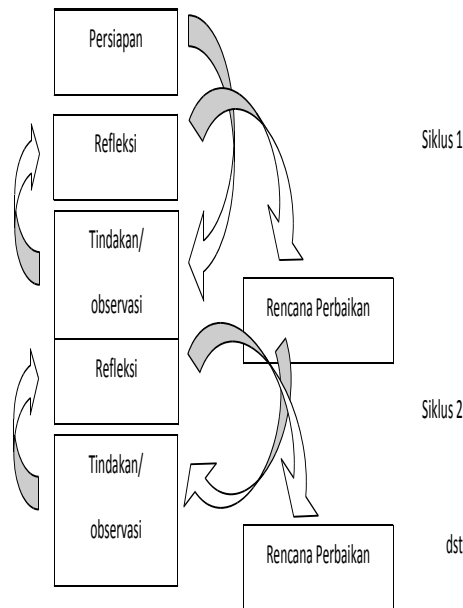 Persiapan
Refleksi
Siklus 1
Tindakan/
observasi
Rencana Perbaikan
Refleksi
Siklus 2
Tindakan/
observasi
Rencana Perbaikan
dst